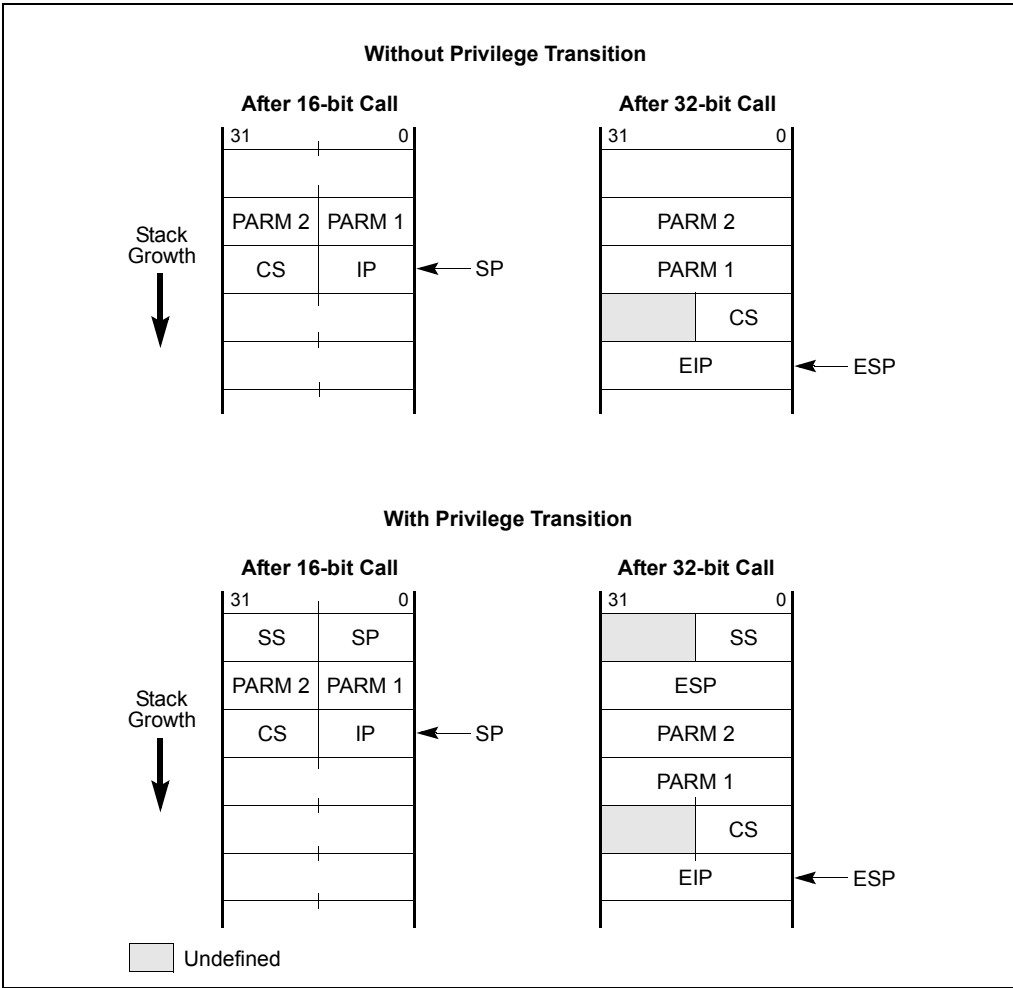 Without Privilege Transition
After 16-bit Call
After 32-bit Call
31 0
31 0
PARM 2 PARM 1
PARM 2
Stack
Growth
CS IP
SP
PARM 1
CS
EIP
ESP
With Privilege Transition
After 16-bit Call
After 32-bit Call
31 0
31 0
SS SP
SS
PARM 2 PARM 1
ESP
Stack
Growth
CS IP
SP
PARM 2
PARM 1
CS
EIP
ESP
Undefined